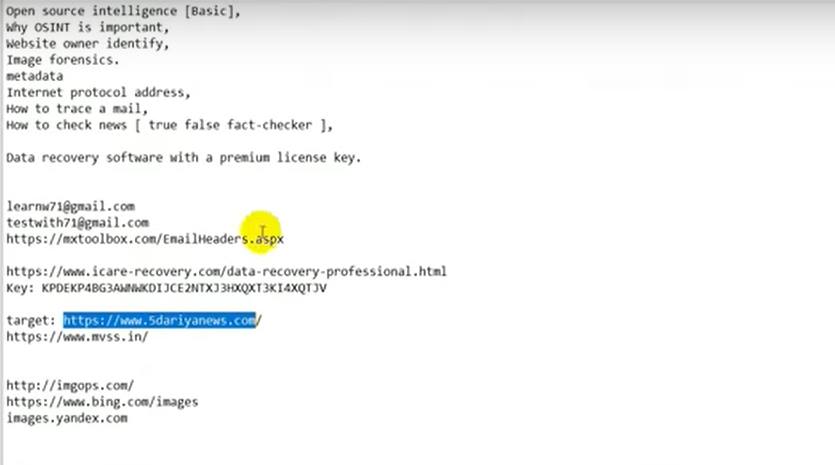 Open source intelligence [Basic],
Why OSINT is important,
Website owner identify,
Image forensics.
metadata
Internet protocol address,
How to trace a mail,
How to check news [ true false fact-checker ],
Data recovery software with a premium license key.
learnw71@gmail.com
testwith71@gmail.com
https://mxtoolbox.com/EmailHeaders.aspx
https://www.icare-recovery.com/data-recovery-professional.html
Key: KPDEKP4BG3AWNWKDIJCE2NTXJ3HXQXT3KI4XQTJV
target: https://www.5dariyanews.com/
https://www.mvss.in/
http://imgops.com/
https://www.bing.com/images
images.yandex.com